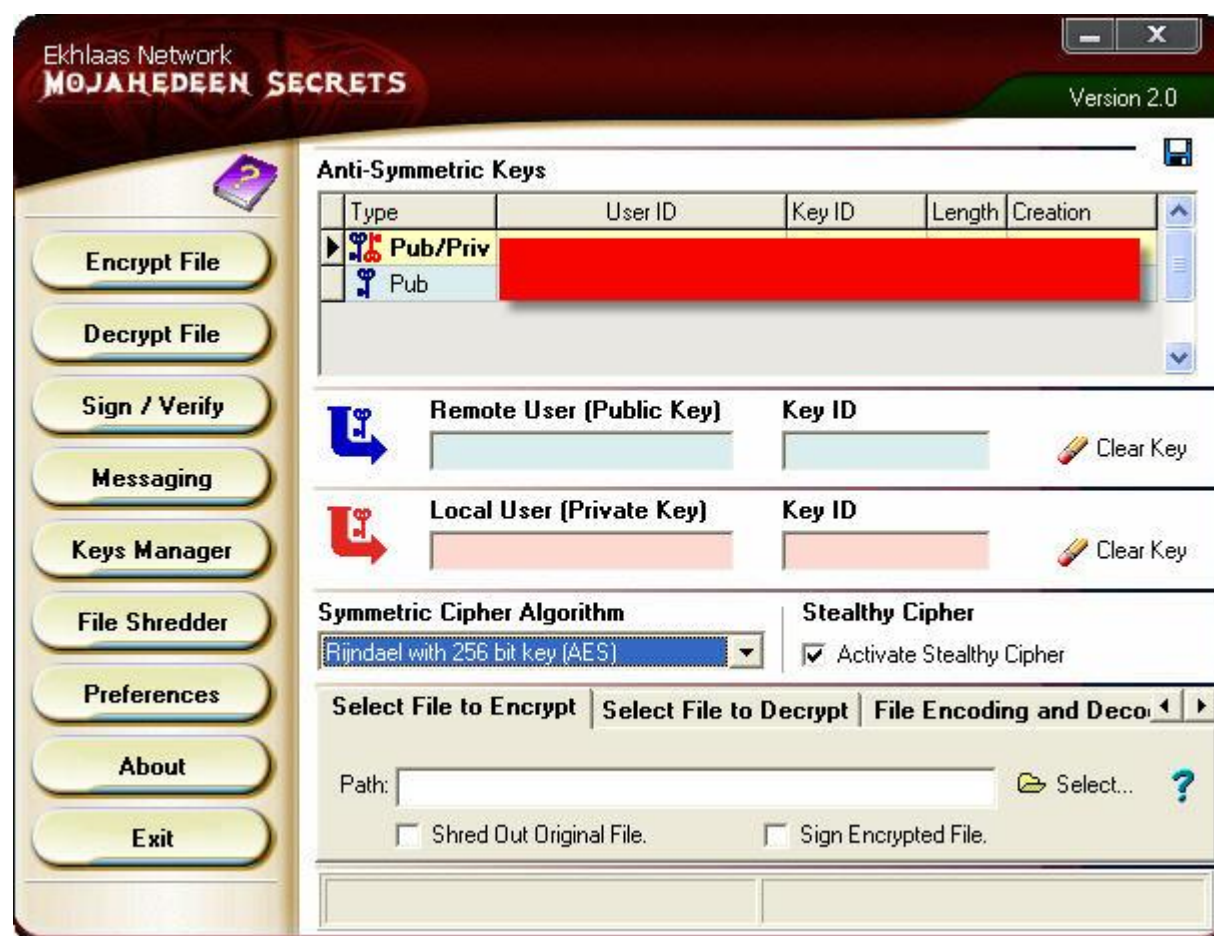 Ekhlaas Network
MOJAHEDEEN SECRETS
Version 2.0
Encrypt File
Decrypt File
Sign / Verify
Messaging
Keys Manager
File Shredder
Preferences
About
Exit
Anti-Symmetric Keys
Type User ID Key ID Length Creation
Pub/Priv
Pub
Remote User (Public Key) Key ID
Clear Key
Local User (Private Key) Key ID
Clear Key
Symmetric Cipher Algorithm Stealthy Cipher
Rijndael with 256 bit key (AES) Activate Stealthy Cipher
Select File to Encrypt Select File to Decrypt File Encoding and Deco
Path: Select... ?
Shred Out Original File. Sign Encrypted File.